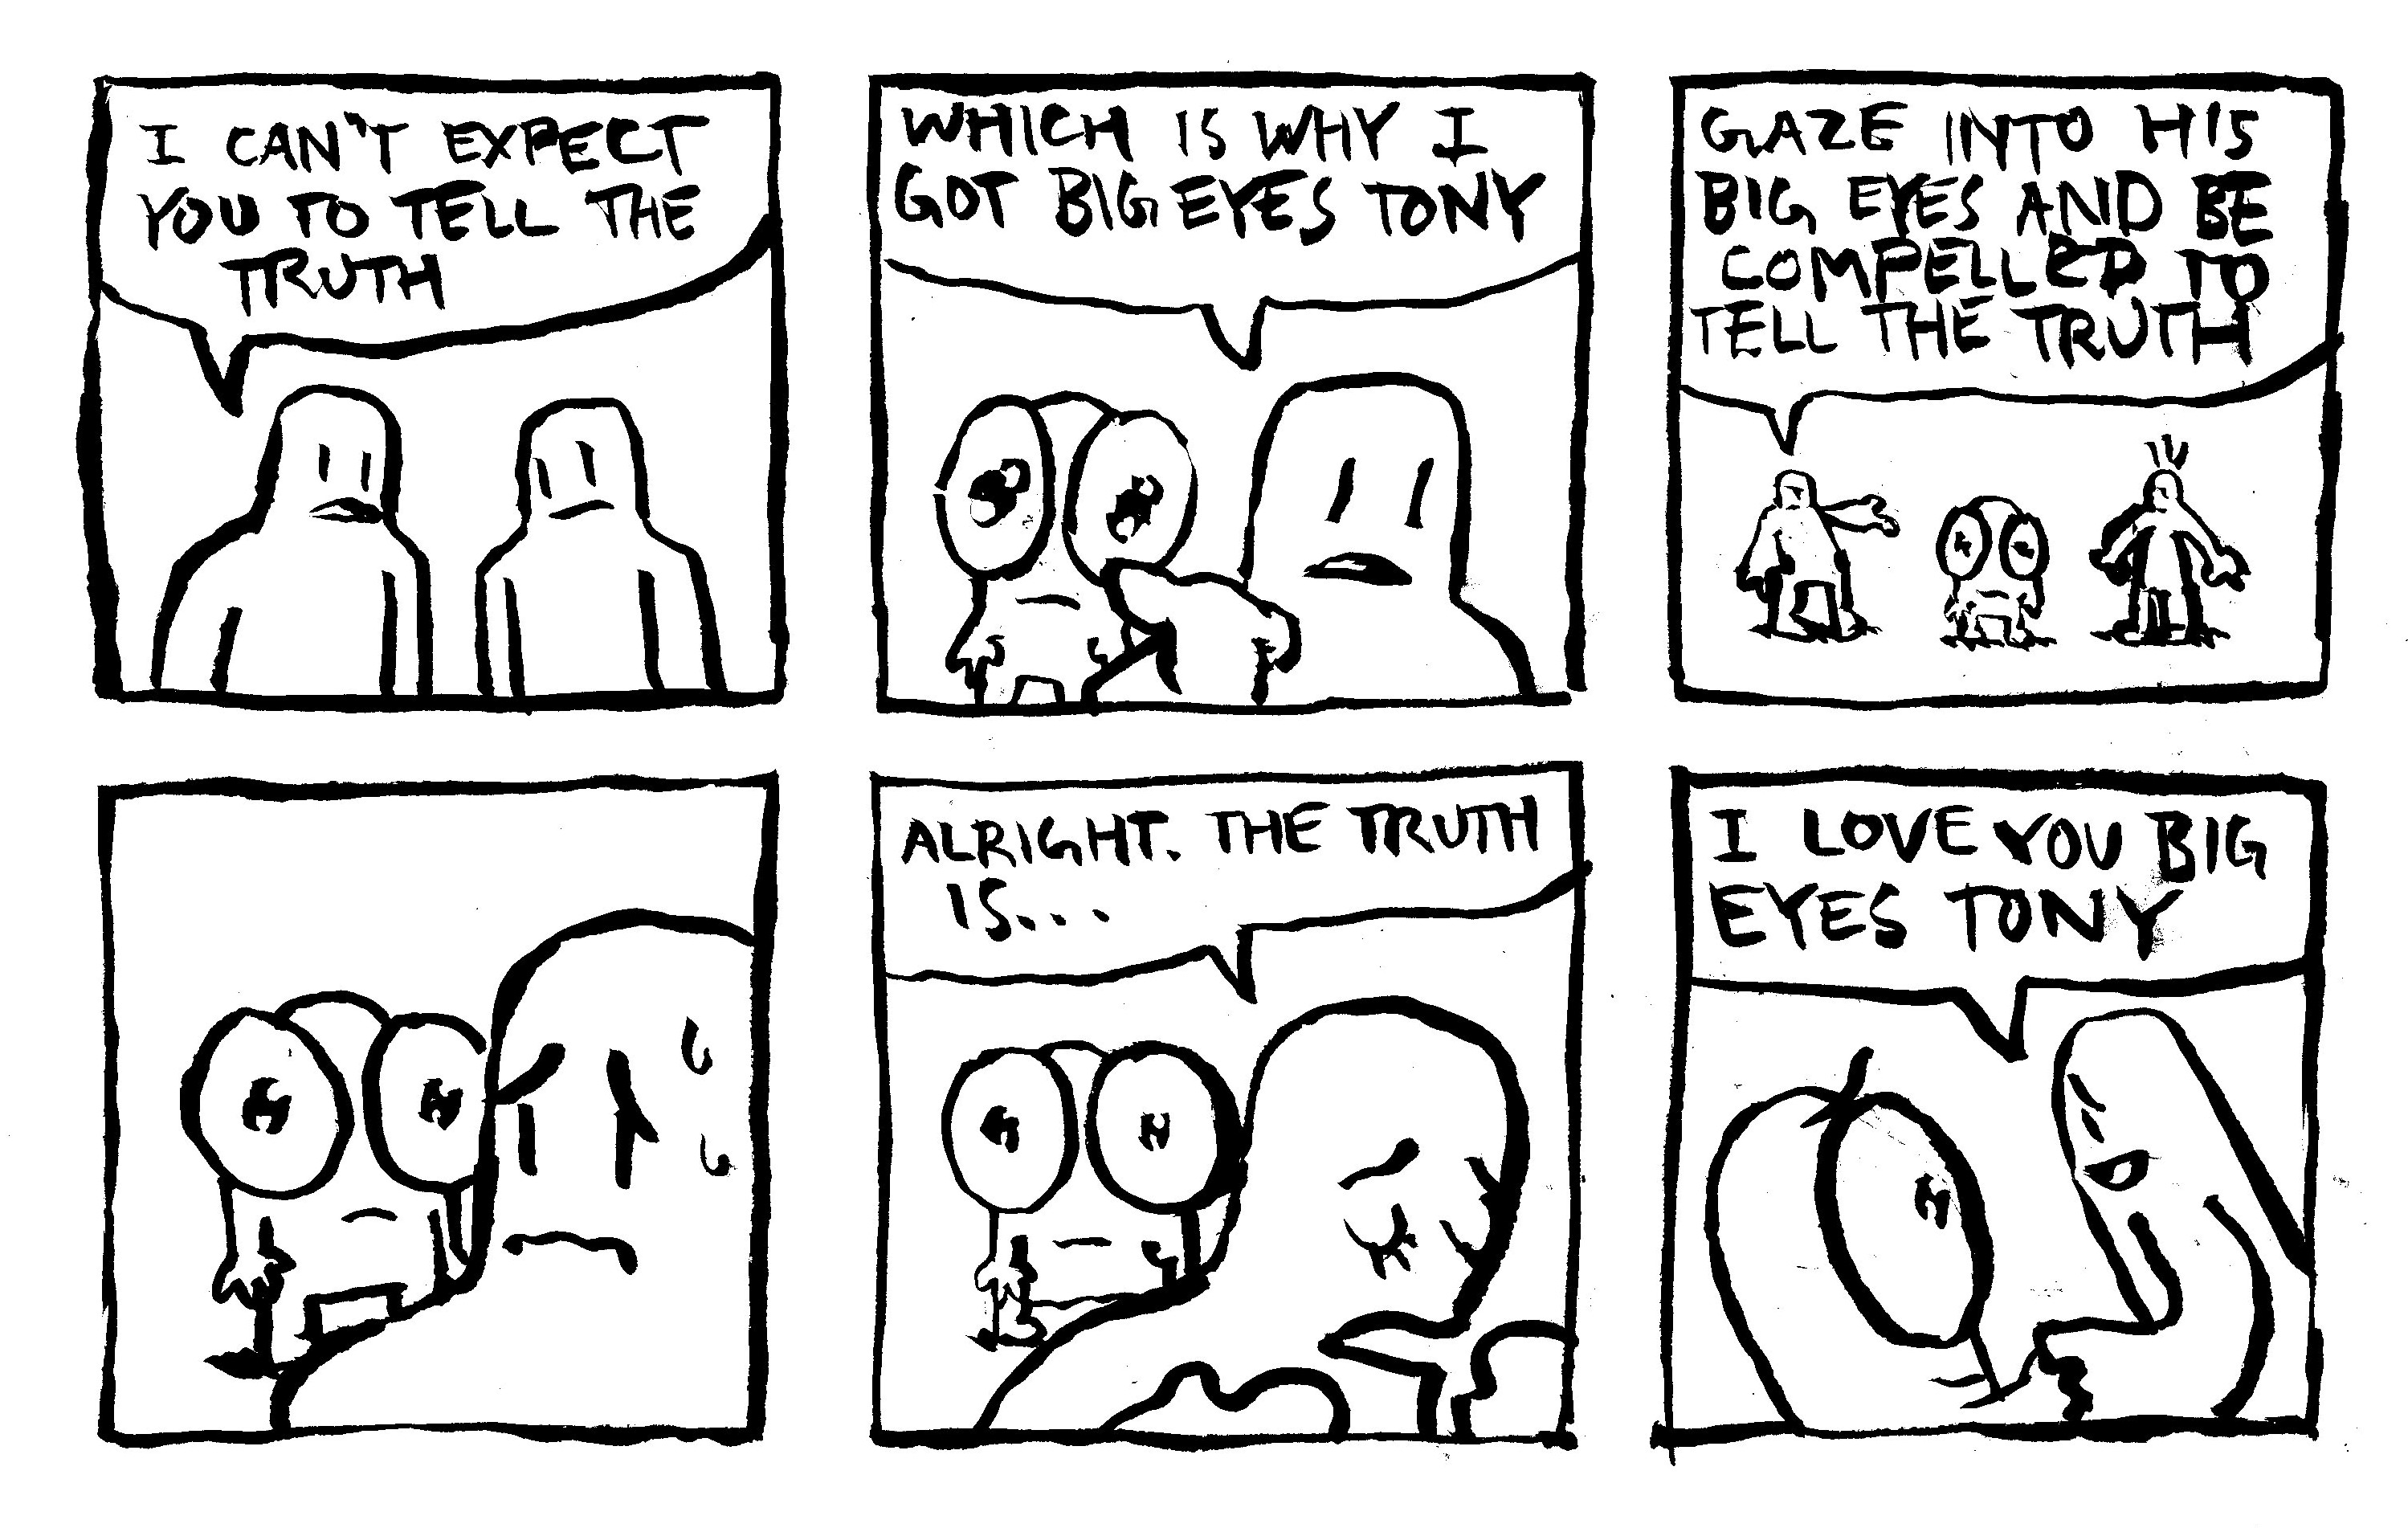 I CAN'T EXPECT
YOU TO TELL THE
TRUTH
WHICH IS WHY I
GOT BIG EYES TONY
GAZE INTO HIS
BIG EYES AND BE
COMPELLED TO
TELL THE TRUTH
ALRIGHT. THE TRUTH
IS...
I LOVE YOU BIG
EYES TONY